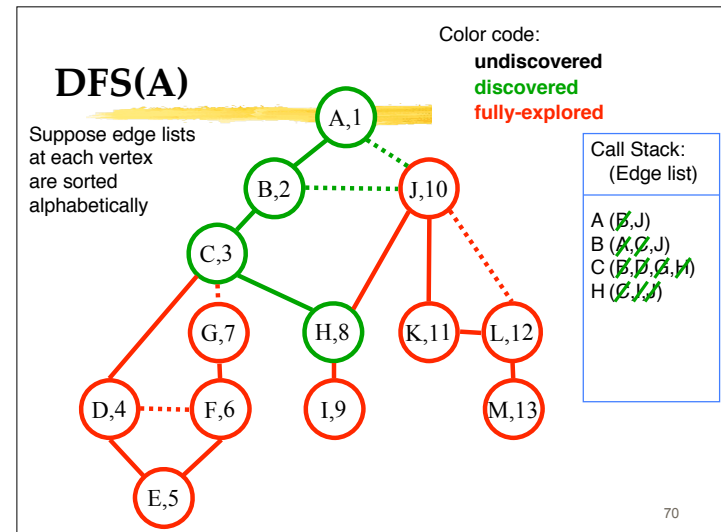 Color code:
undiscovered
discovered
fully-explored
DFS(A)
Suppose edge lists
at each vertex
are sorted
alphabetically
A,1
B,2
J,10
C,3
G,7
H,8
K,11
L,12
D,4
F,6
I,9
M,13
E,5
Call Stack:
(Edge list)
A (B,J)
B (A,C,J)
C (B,D,G,H)
H (C,I,J)
70